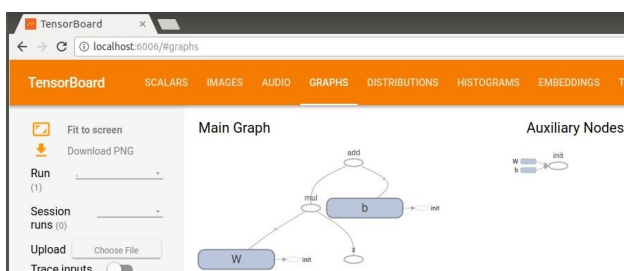 TensorBoard
localhost:6006/#graphs
TensorBoard SCALARS IMAGES AUDIO GRAPHS DISTRIBUTIONS HISTOGRAMS EMBEDDINGS T
Fit to screen
Download PNG
Run
(1)
Session
runs (0)
Upload Choose File
Trace inputs
Main Graph
add
mul
b init
W init
x
Auxiliary Nodes
W init
b